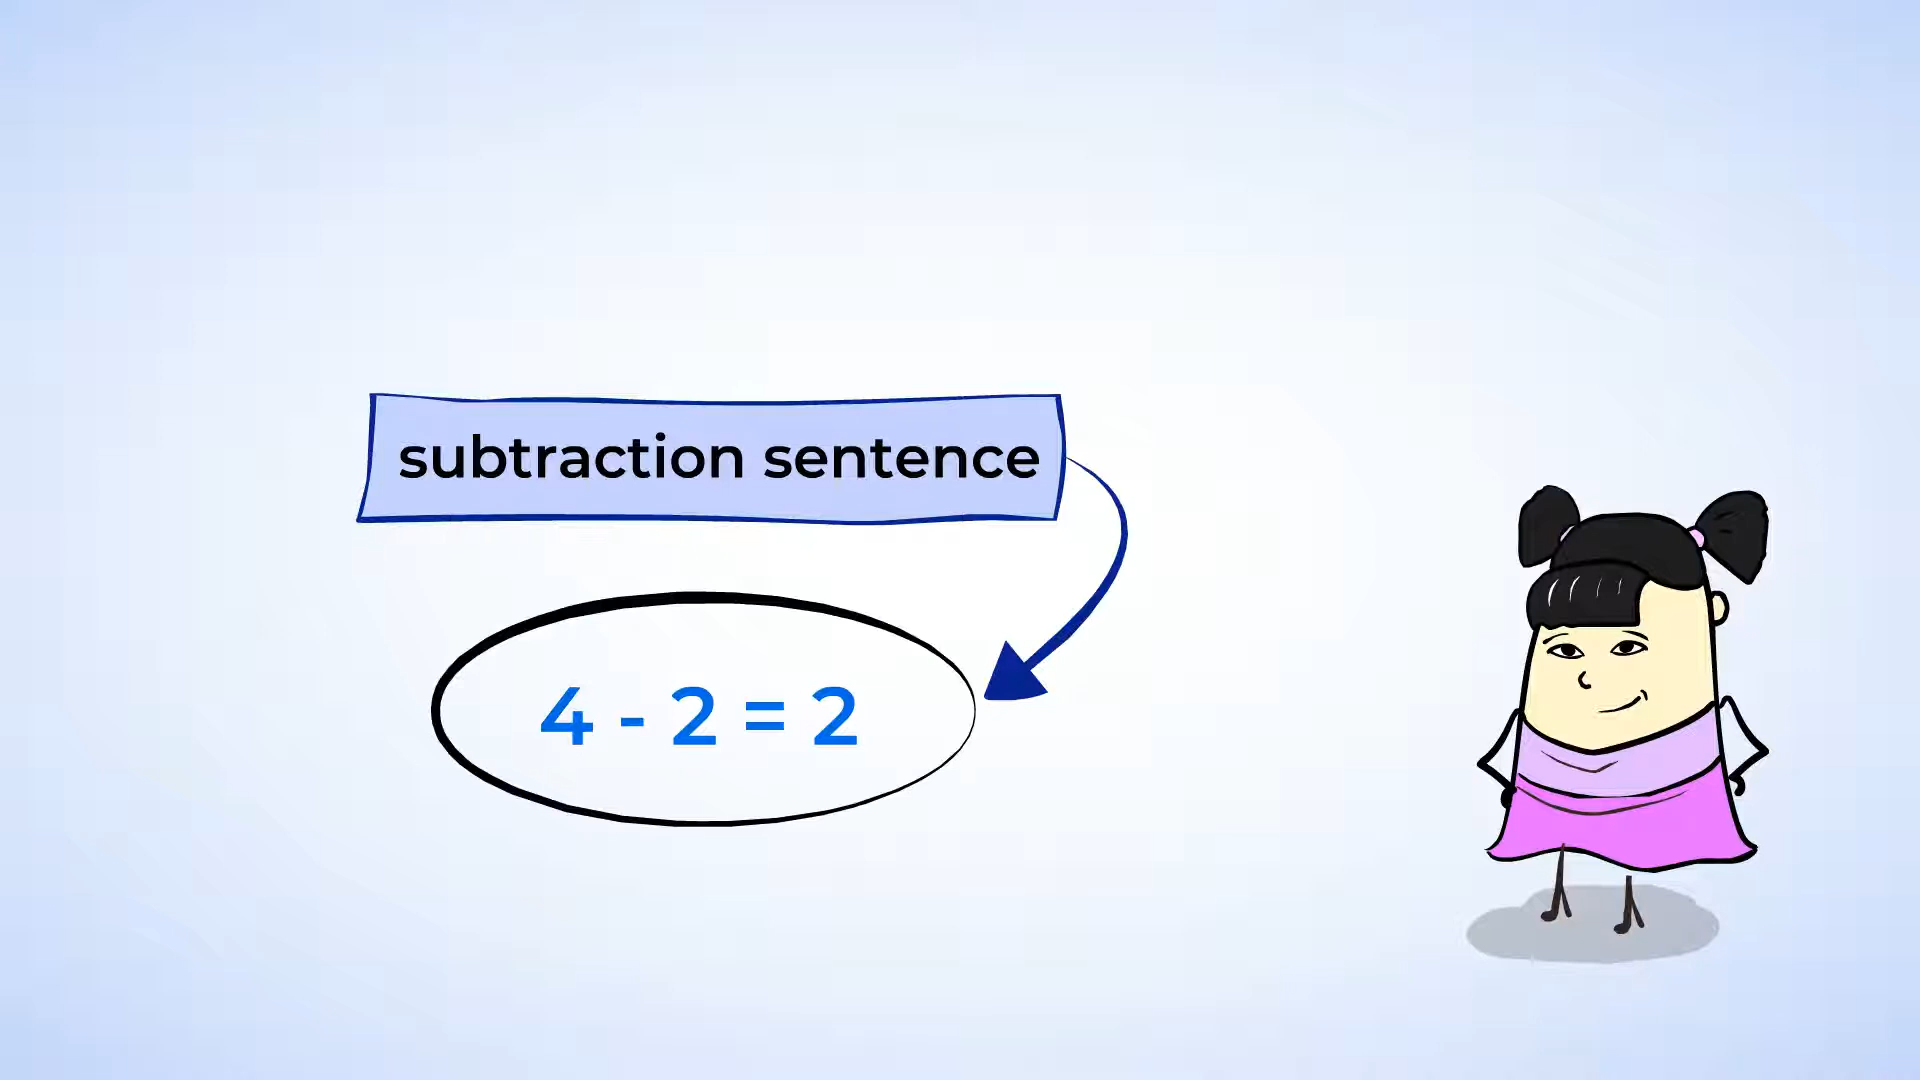 subtraction sentence
4 - 2 = 2